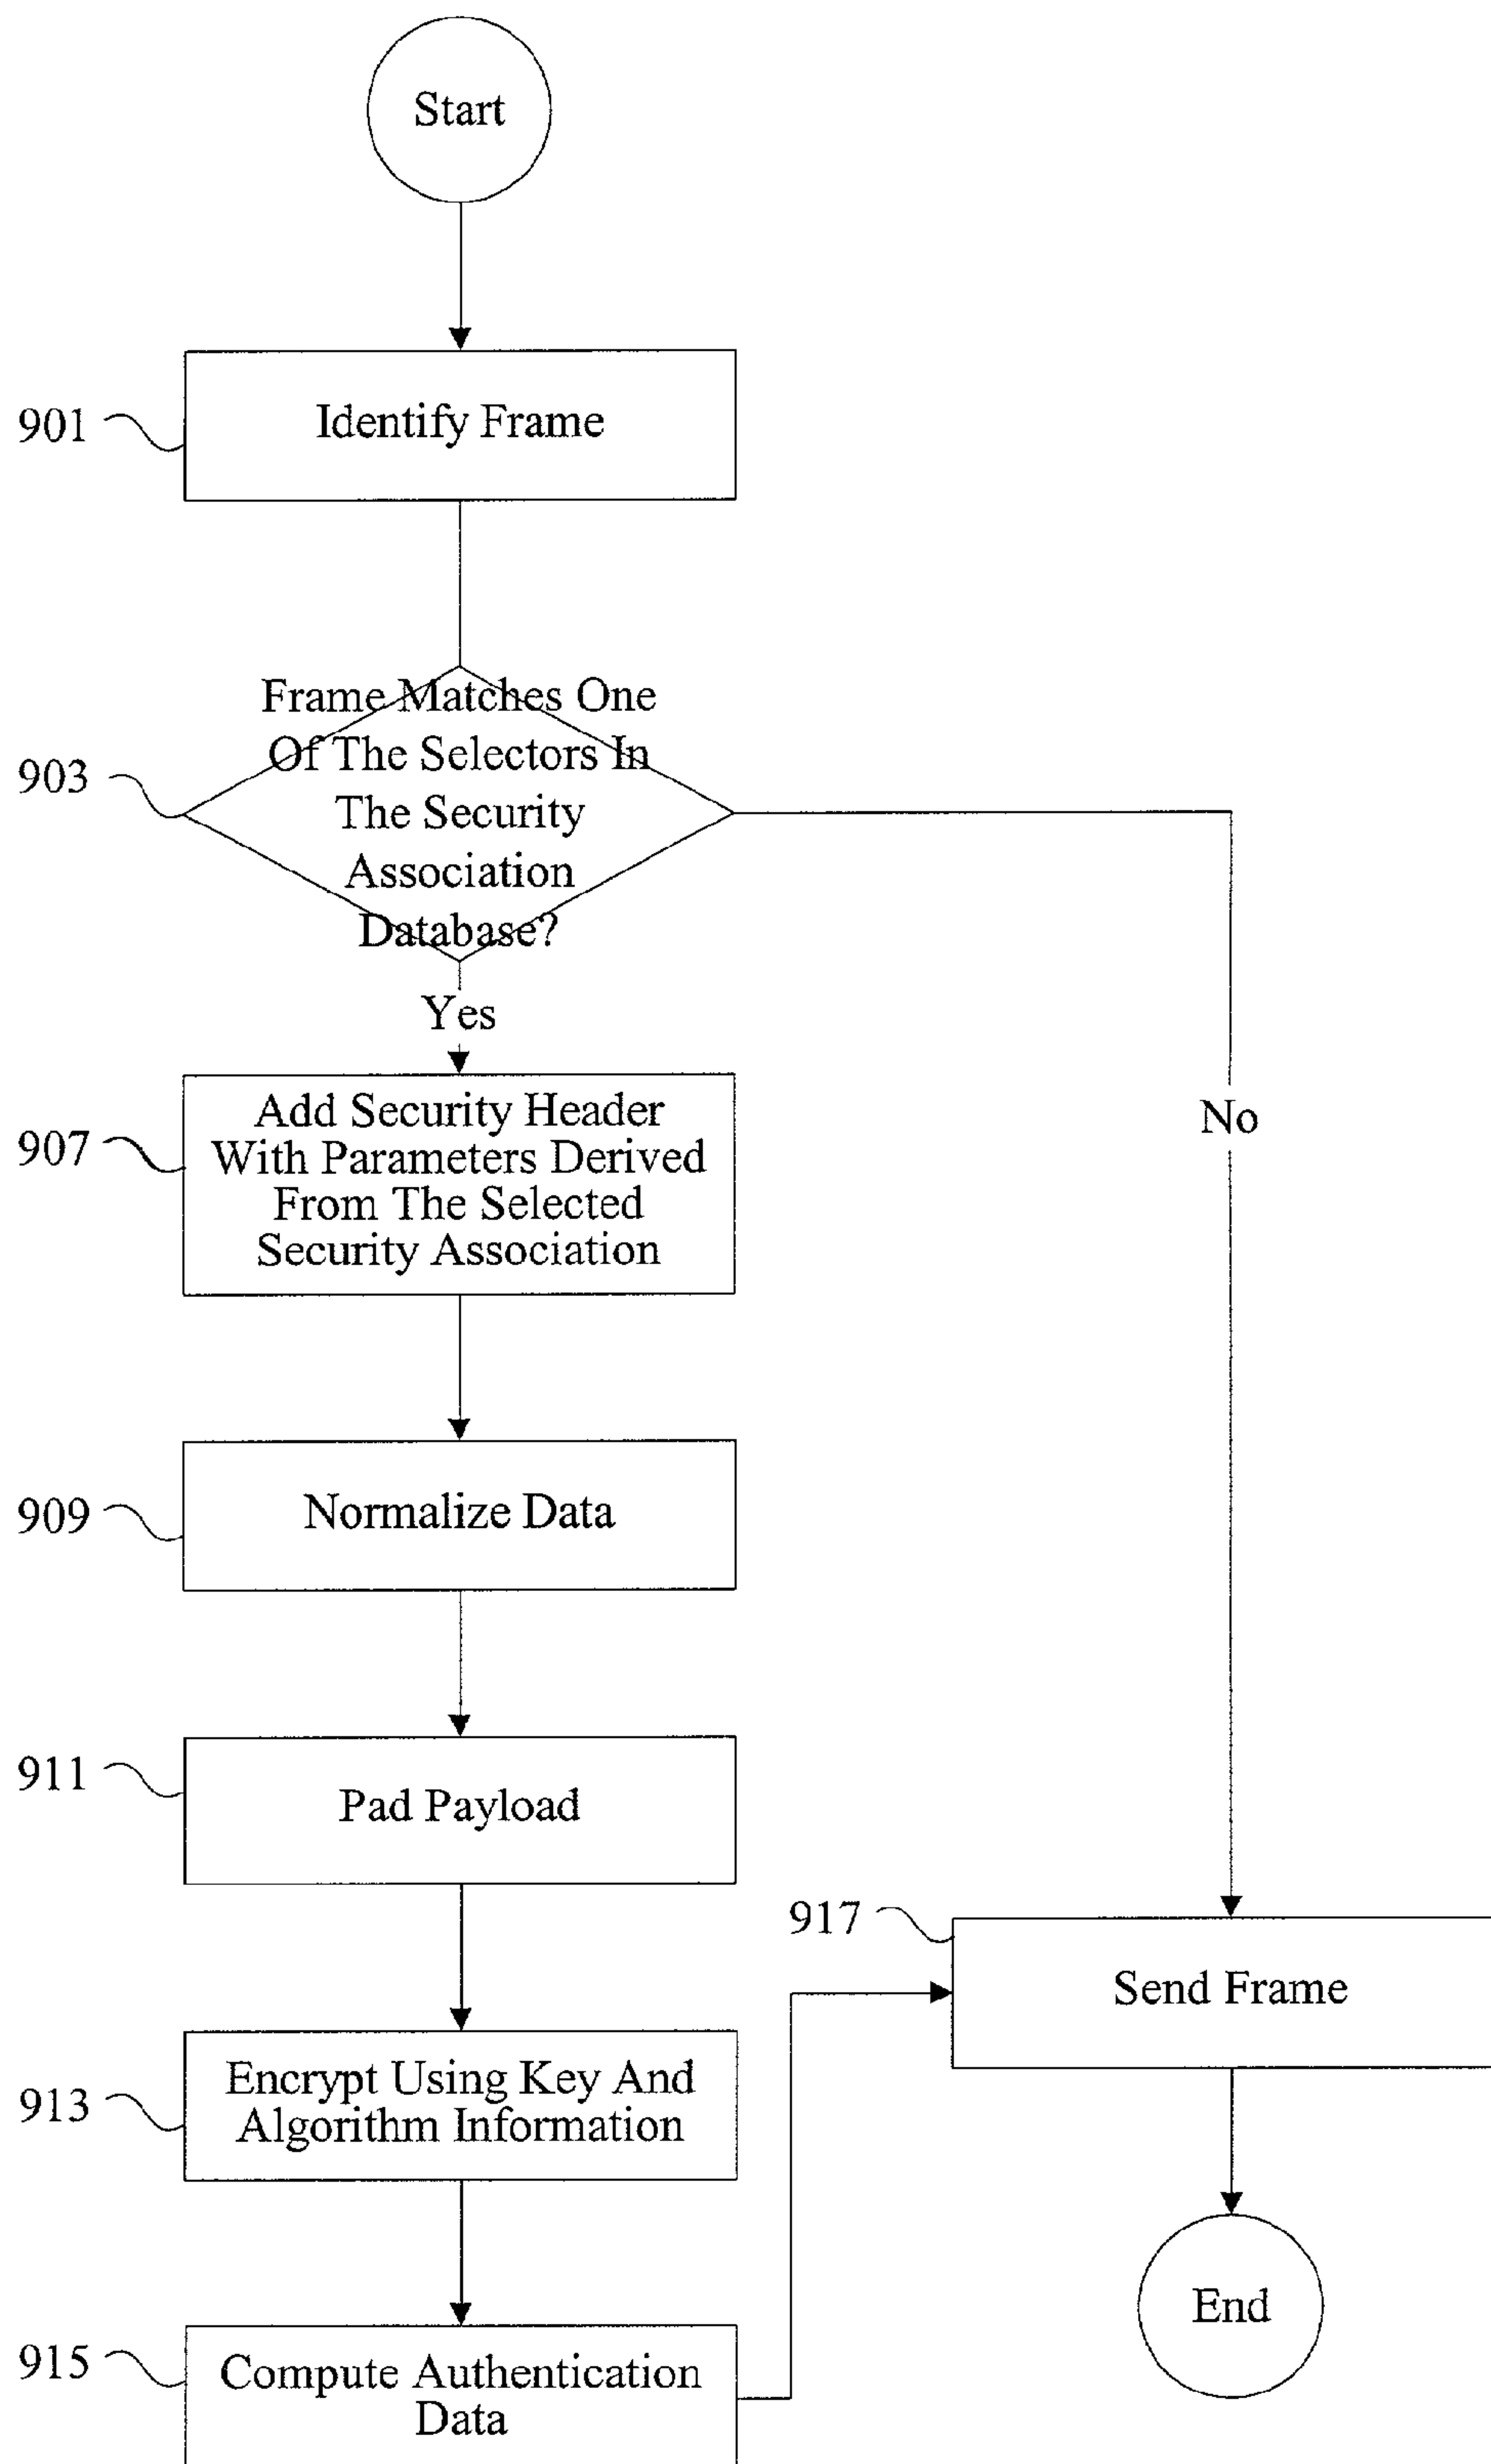 Start
901
Identify Frame
903
Frame Matches One
Of The Selectors In
The Security
Association
Database?
Yes
No
907
Add Security Header
With Parameters Derived
From The Selected
Security Association
909
Normalize Data
911
Pad Payload
917
Send Frame
913
Encrypt Using Key And
Algorithm Information
915
Compute Authentication
Data
End